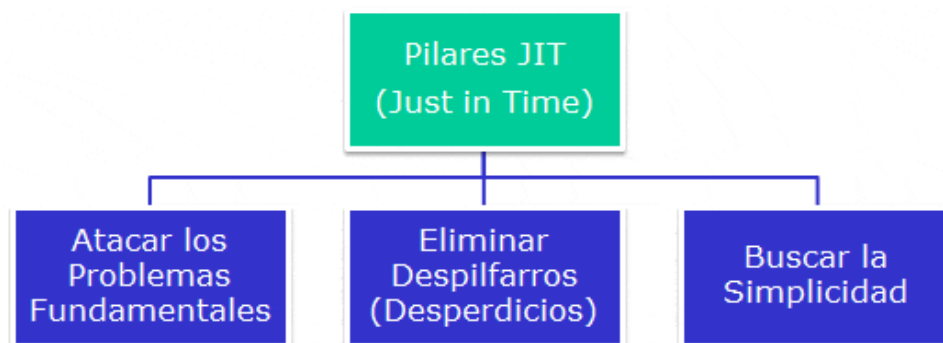 Pilares JIT
(Just in Time)
Atacar los
Problemas
Fundamentales
Eliminar
Despilfarros
(Desperdicios)
Buscar la
Simplicidad